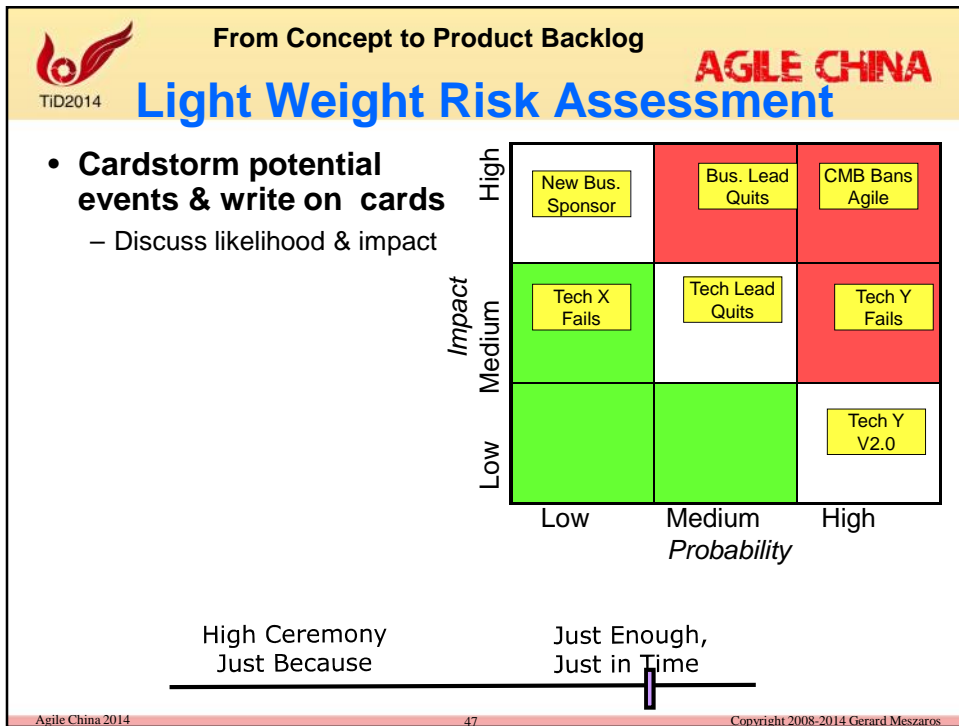 From Concept to Product Backlog
TiD2014
AGILE CHINA
Light Weight Risk Assessment
• Cardstorm potential
events & write on cards
– Discuss likelihood & impact
Impact
High
Medium
Low
New Bus.
Sponsor
Bus. Lead
Quits
CMB Bans
Agile
Tech X
Fails
Tech Lead
Quits
Tech Y
Fails
Tech Y
V2.0
Low Medium High
Probability
High Ceremony
Just Because
Just Enough,
Just in Time
Agile China 2014 47 Copyright 2008-2014 Gerard Meszaros